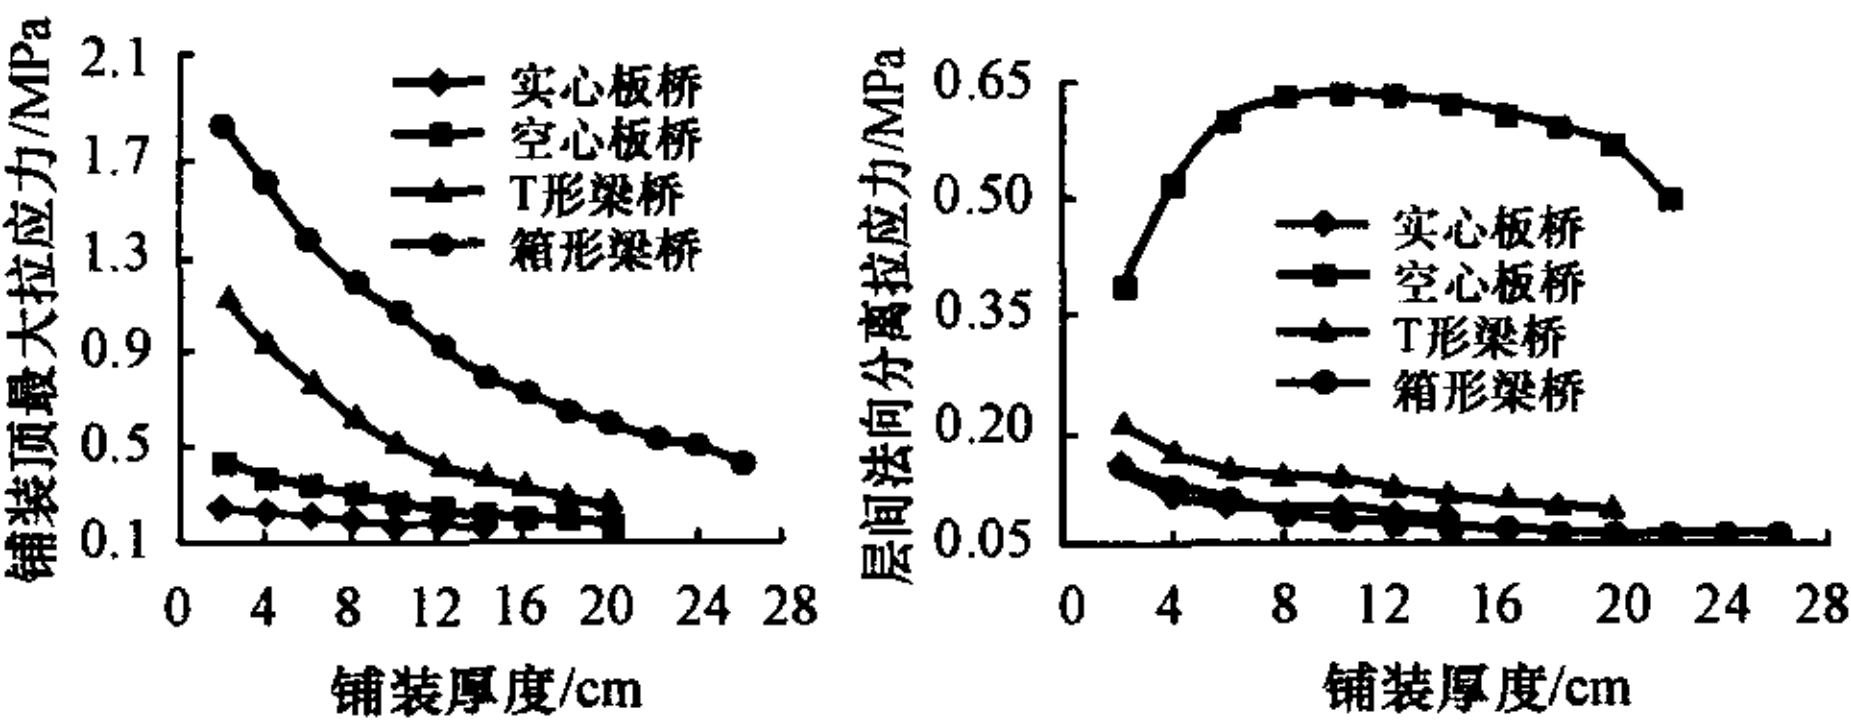 铺装顶最大拉应力/MPa
2.1
1.7
1.3
0.9
0.5
0.1
实心板桥
空心板桥
T形梁桥
箱形梁桥
0 4 8 12 16 20 24 28
铺装厚度/cm
层间法向分离拉应力/MPa
0.65
0.50
0.35
0.20
0.05
实心板桥
空心板桥
T形梁桥
箱形梁桥
0 4 8 12 16 20 24 28
铺装厚度/cm